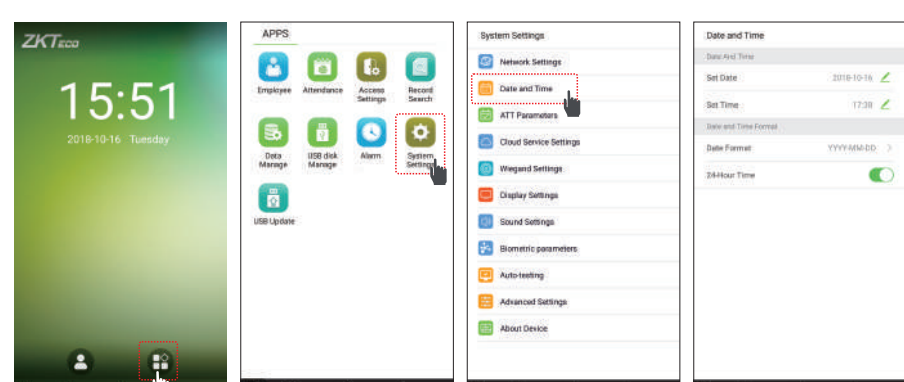 ZKTeco
15:51
2018-10-16 Tuesday
APPS
Employee
Attendance
Access
Settings
Record
Search
Data
Manage
USB disk
Manage
Alarm
System
Settings
USB Update
System Settings
Network Settings
Date and Time
ATT Parameters
Cloud Service Settings
Wiegand Settings
Display Settings
Sound Settings
Biometric parameters
Auto-testing
Advanced Settings
About Device
Date and Time
Date And Time
Set Date 2018-10-16
Set Time 17:38
Date and Time Format
Date Format YYYY-MM-DD >
24-Hour Time